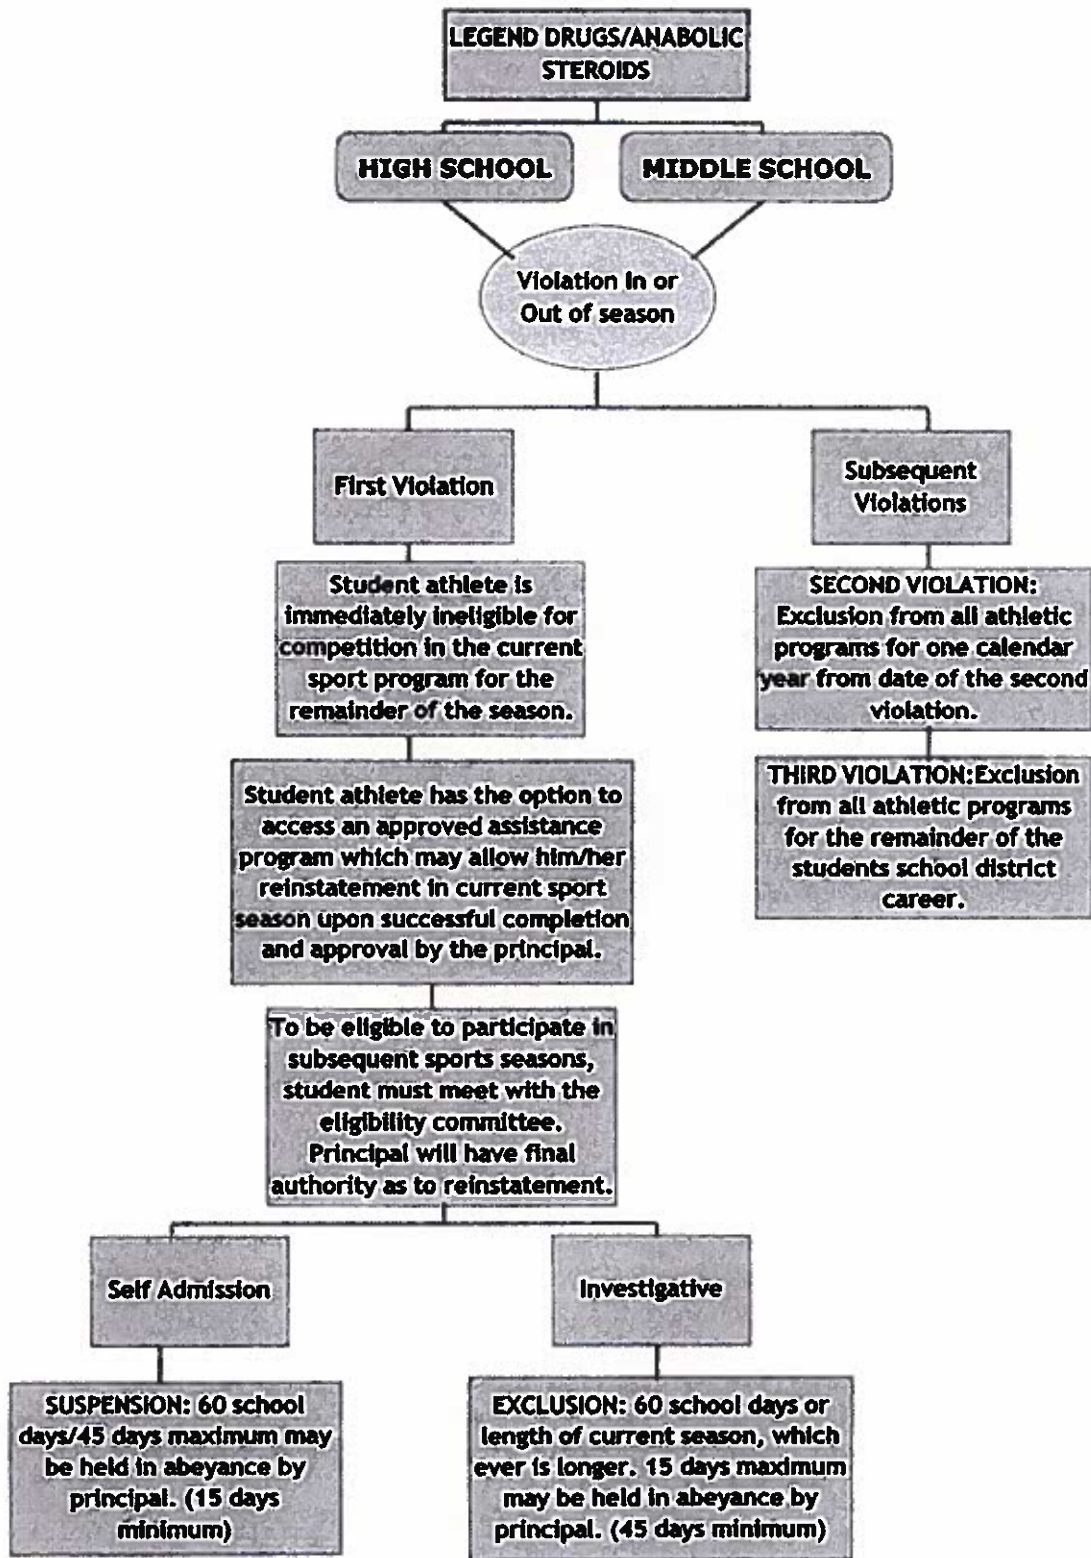 LEGEND DRUGS/ANABOLIC
STEROIDS
HIGH SCHOOL
MIDDLE SCHOOL
Violation in or
Out of season
First Violation
Student athlete is
immediately ineligible for
competition in the current
sport program for the
remainder of the season.
Student athlete has the option to
access an approved assistance
program which may allow him/her
reinstatement in current sport
season upon successful completion
and approval by the principal.
To be eligible to participate in
subsequent sports seasons,
student must meet with the
eligibility committee.
Principal will have final
authority as to reinstatement.
Self Admission
SUSPENSION: 60 school
days/45 days maximum may
be held in abeyance by
principal. (15 days
minimum)
Investigative
EXCLUSION: 60 school days or
length of current season, which
ever is longer. 15 days maximum
may be held in abeyance by
principal. (45 days minimum)
Subsequent
Violations
SECOND VIOLATION:
Exclusion from all athletic
programs for one calendar
year from date of the second
violation.
THIRD VIOLATION:Exclusion
from all athletic programs
for the remainder of the
students school district
career.